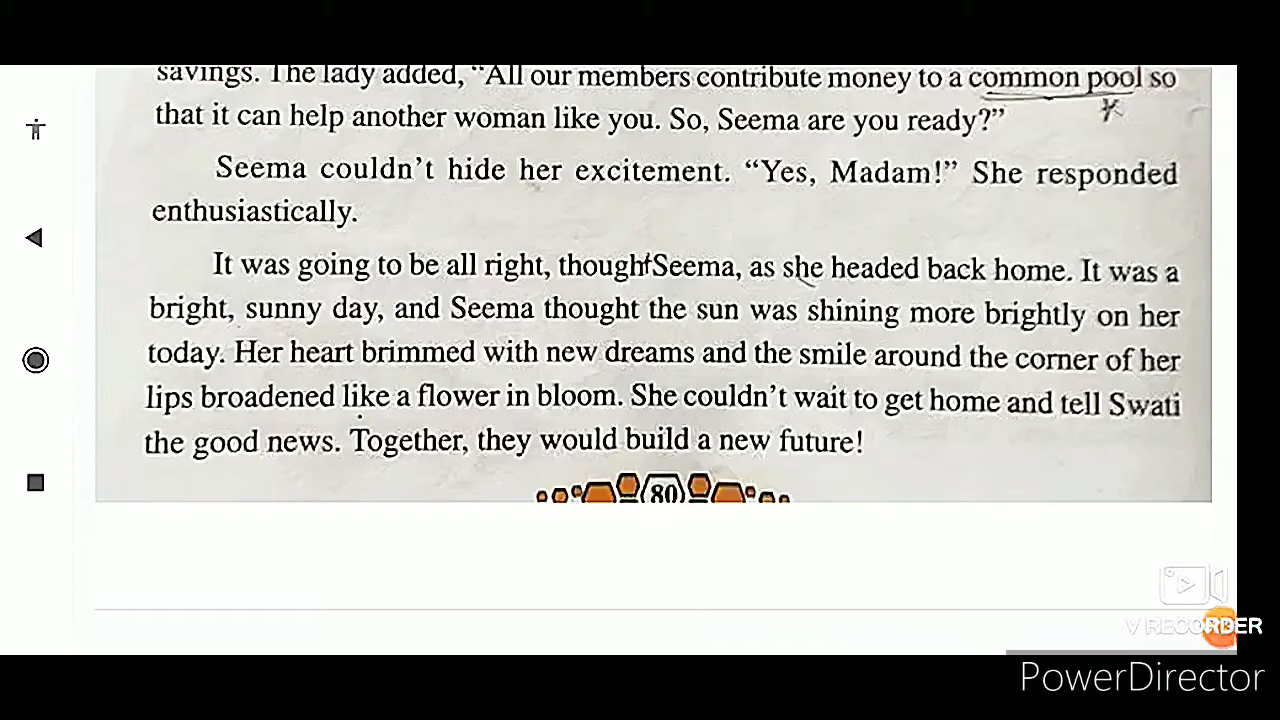 savings. The lady added, “All our members contribute money to a common pool so
that it can help another woman like you. So, Seema are you ready?”
Seema couldn’t hide her excitement. “Yes, Madam!” She responded
enthusiastically.
It was going to be all right, thought Seema, as she headed back home. It was a
bright, sunny day, and Seema thought the sun was shining more brightly on her
today. Her heart brimmed with new dreams and the smile around the corner of her
lips broadened like a flower in bloom. She couldn’t wait to get home and tell Swati
the good news. Together, they would build a new future!
80
V RECORDER
PowerDirector